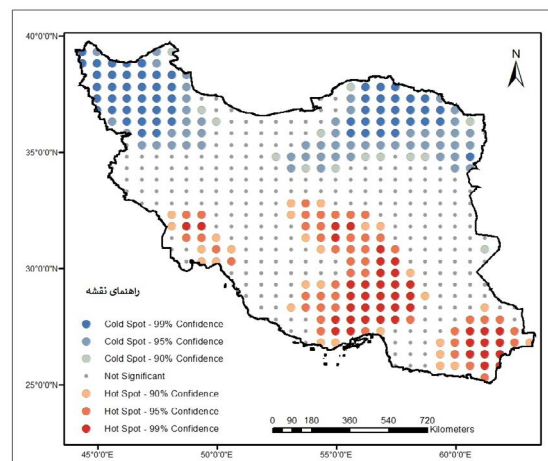 40°0'0"N
N
35°0'0"N
30°0'0"N
راهنمای نقشه
Cold Spot - 99% Confidence
Cold Spot - 95% Confidence
Cold Spot - 90% Confidence
Not Significant
Hot Spot - 90% Confidence
Hot Spot - 95% Confidence
Hot Spot - 99% Confidence
25°0'0"N
0 90 180 360 540 720
Kilometers
45°0'0"E 50°0'0"E 55°0'0"E 60°0'0"E